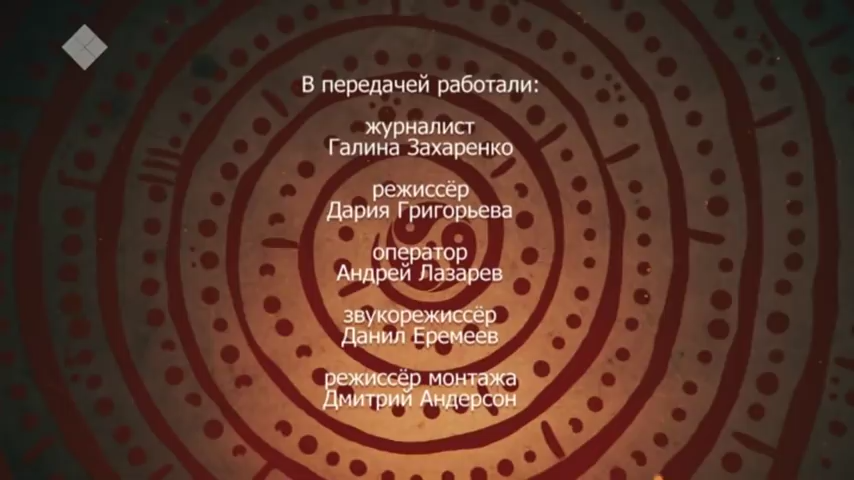 В передачей работали:
журналист
Галина Захаренко
режиссёр
Дария Григорьева
оператор
Андрей Лазарев
звукорежиссёр
Данил Еремеев
режиссёр монтажа
Дмитрий Андерсон